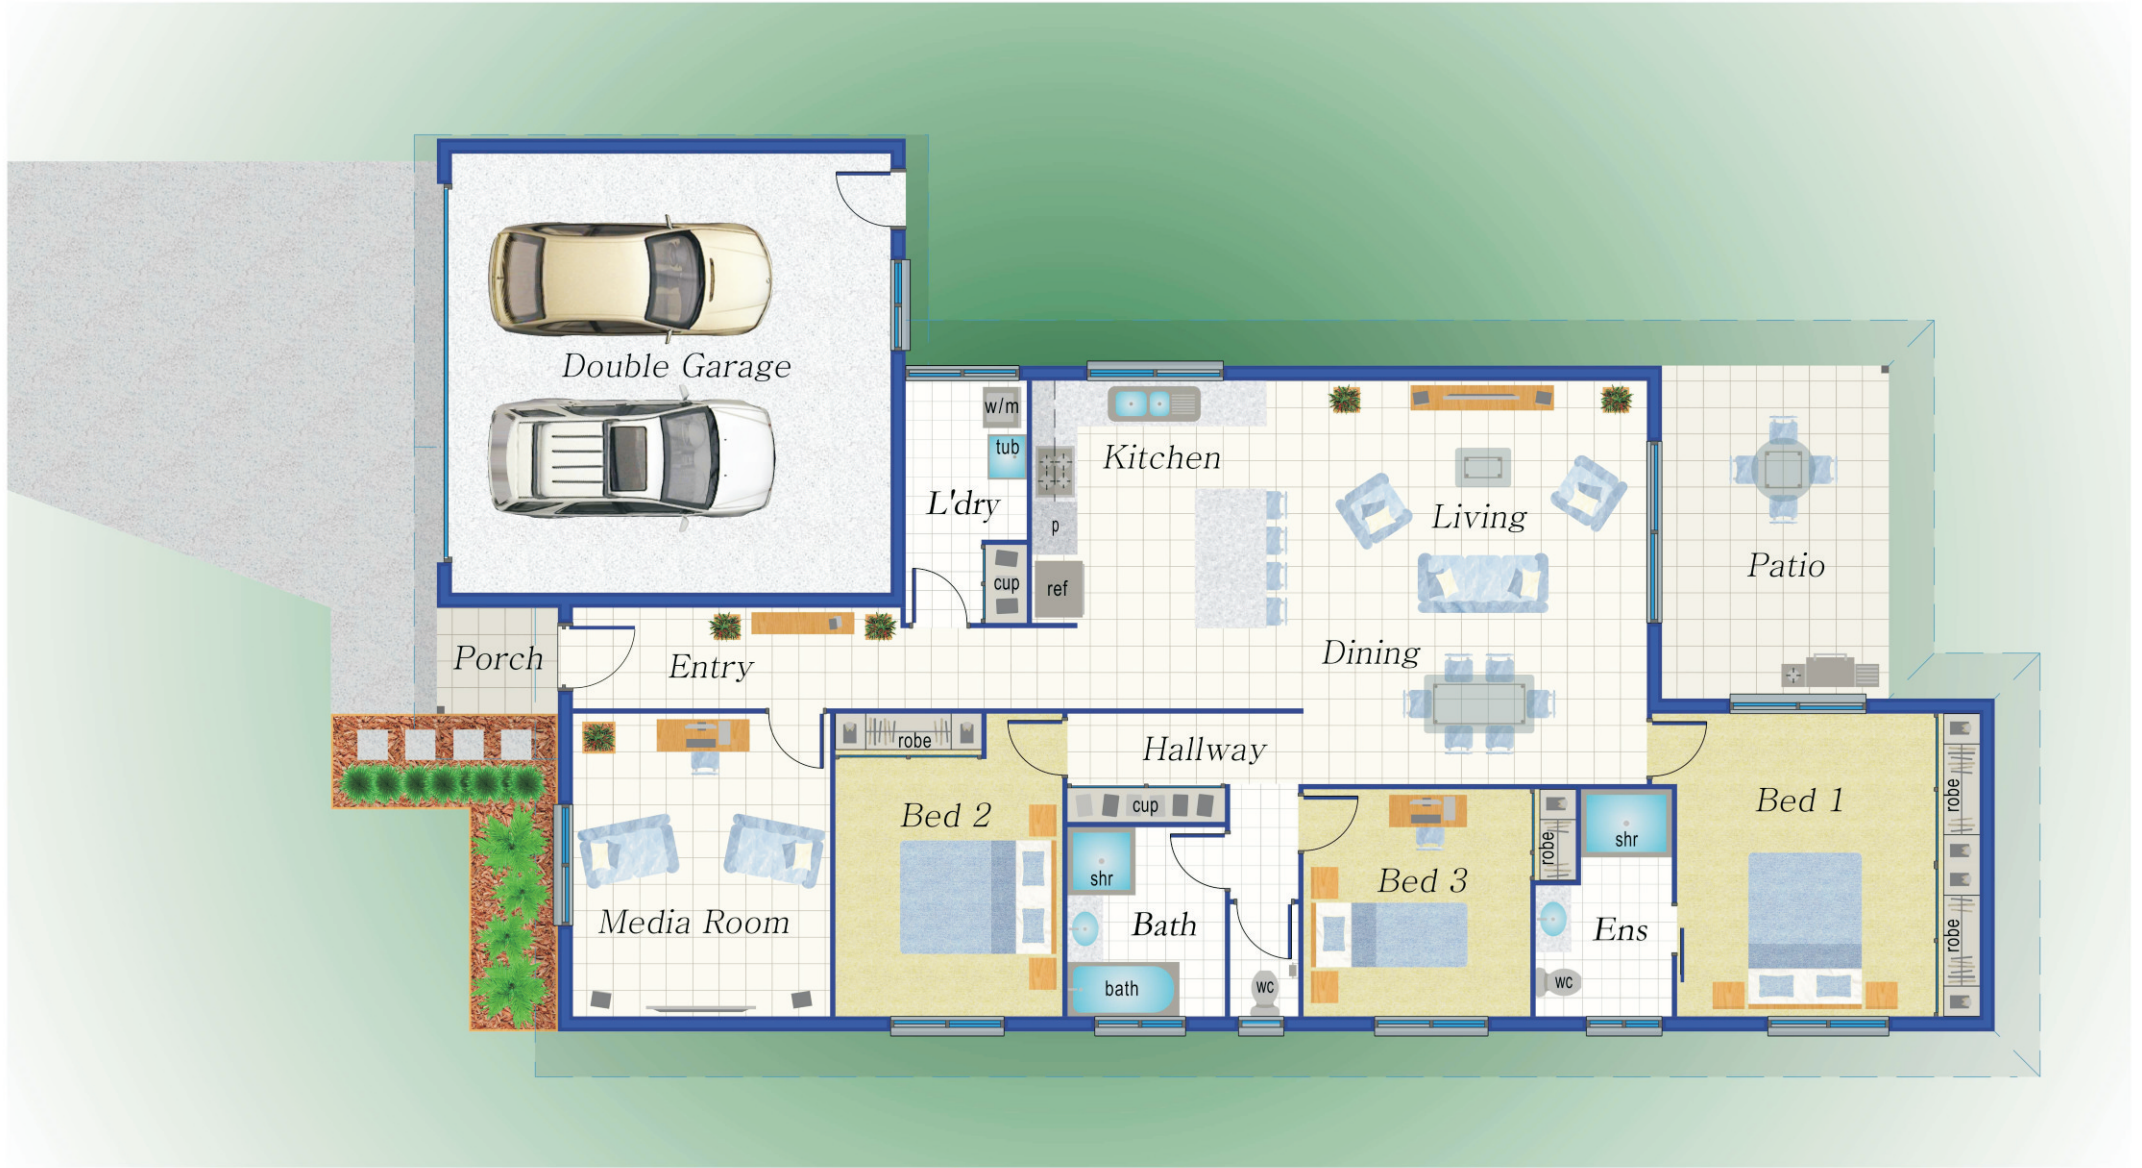 Double Garage
w/m
tub
L'dry
cup
Kitchen
p
ref
Living
Patio
Dining
Porch
Entry
robe
Hallway
cup
Bed 2
Bed 1
robe
shr
shr
robe
Bed 3
Media Room
Bath
Ens
robe
bath
wc
wc